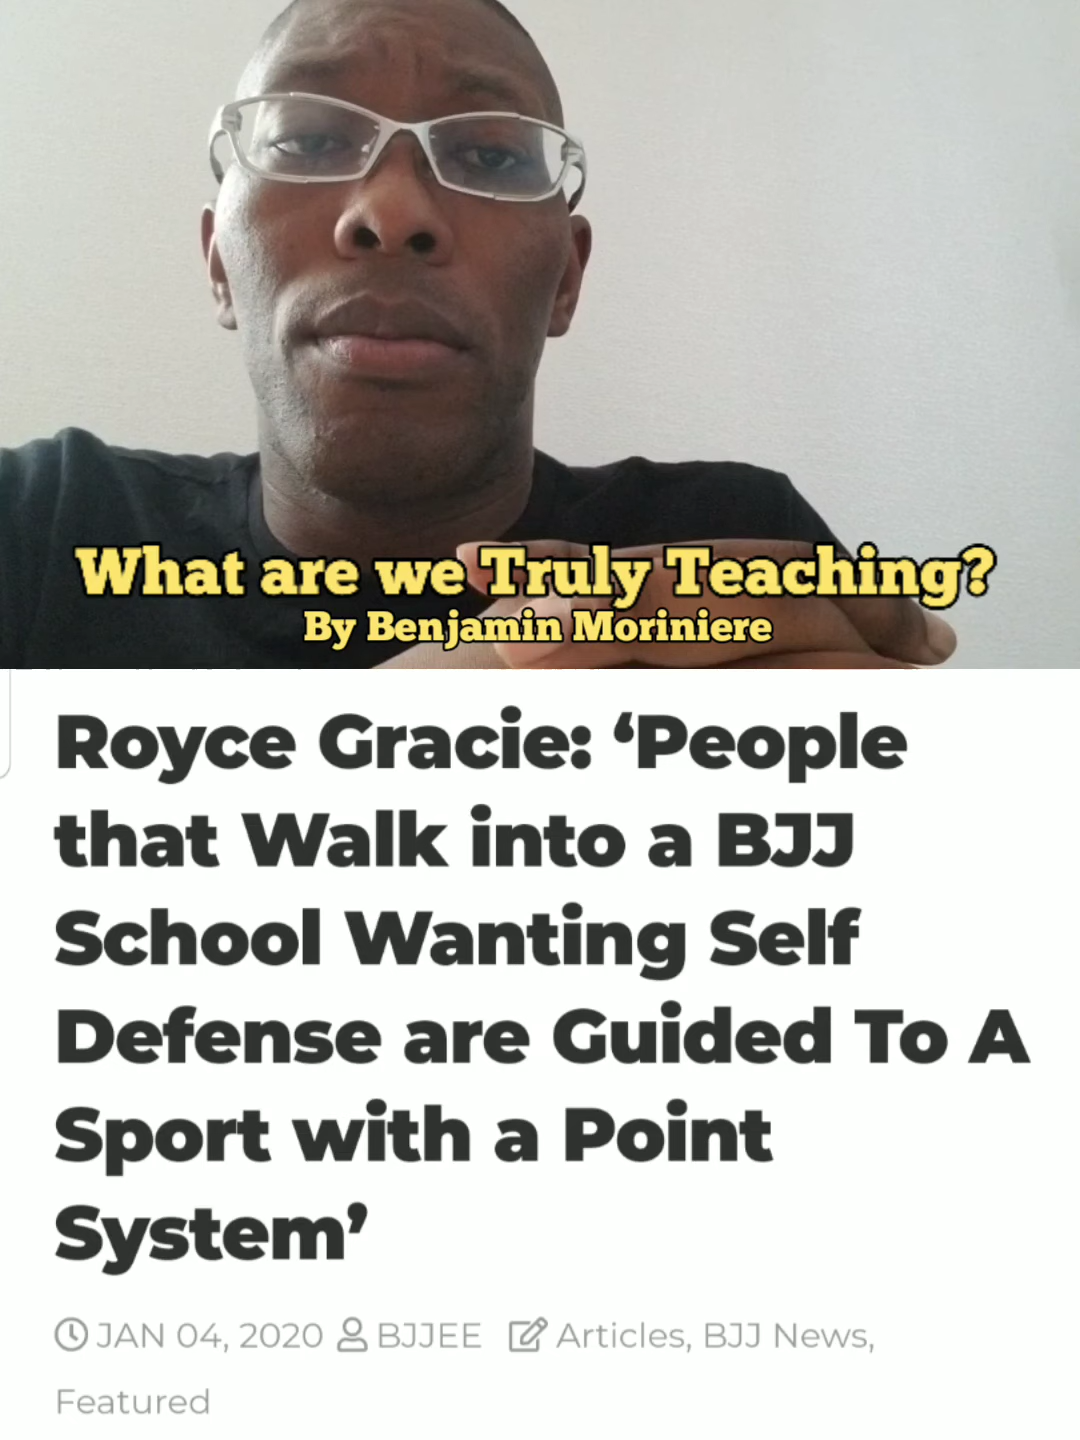 What are we Truly Teaching?
By Benjamin Moriniere
Royce Gracie: ‘People
that Walk into a BJJ
School Wanting Self
Defense are Guided To A
Sport with a Point
System’
JAN 04, 2020 BJJEE Articles, BJJ News,
Featured